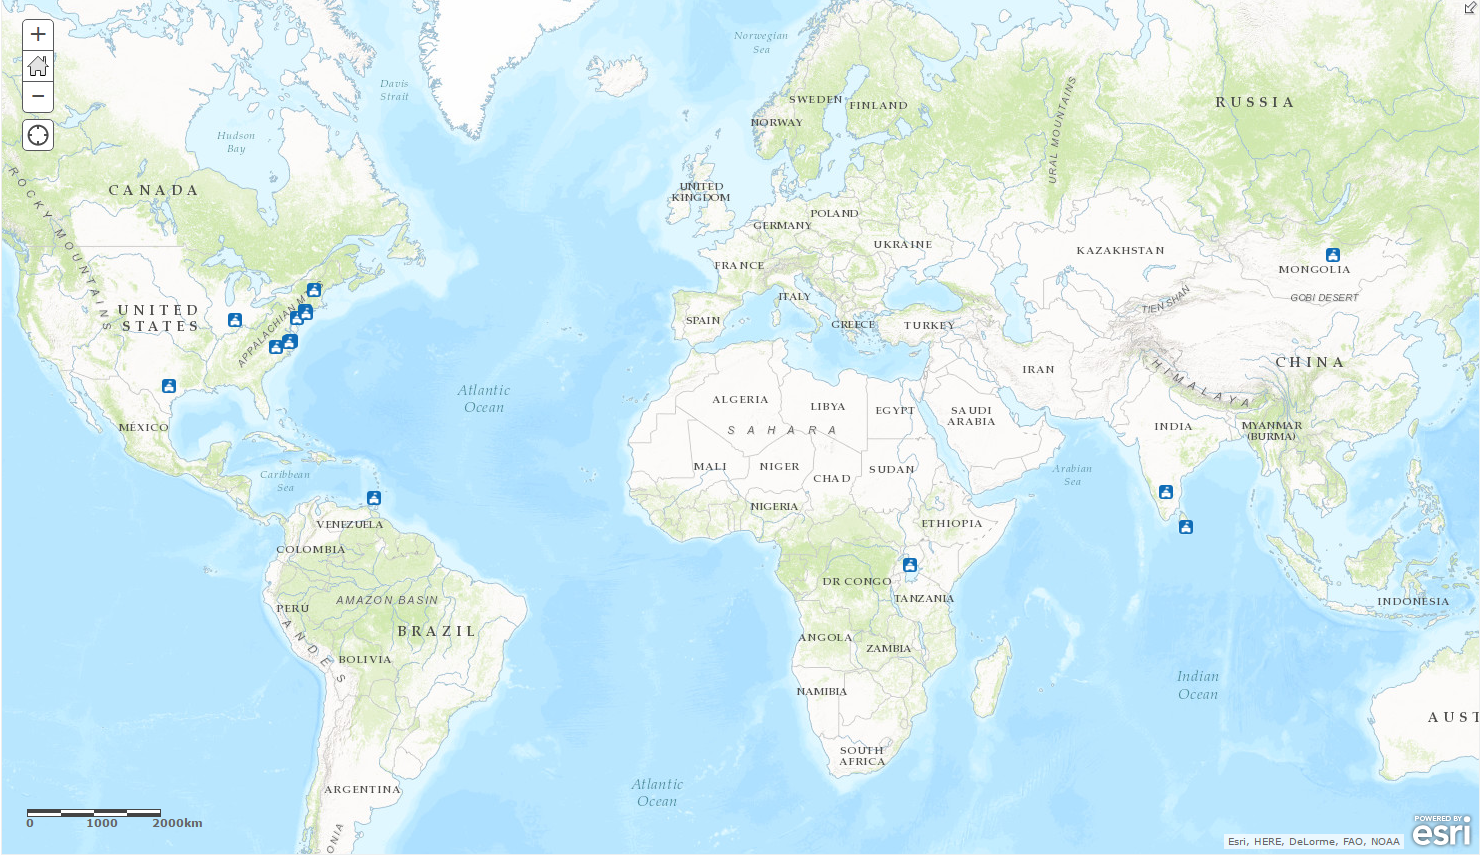 Norwegian
Sea
Davis
Strait
SWEDEN
FINLAND
RUSSIA
NORWAY
URAL MOUNTAINS
Hudson
Bay
CANADA
ROCKY MOUNTAINS
UNITED
KINGDOM
POLAND
GERMANY
UKRAINE
KAZAKHSTAN
FRANCE
MONGOLIA
ITALY
TIEN SHAN
GOBI DESERT
UNITED
STATES
APPALACHIAN M
SPAIN
GREECE
TURKEY
CHINA
IRAN
HIMALAYA
Atlantic
Ocean
ALGERIA
LIBYA
EGYPT
SAUDI
ARABIA
MÉXICO
SAHARA
INDIA
MYANMAR
(BURMA)
Caribbean
Sea
MALI
NIGER
CHAD
SUDAN
Arabian
Sea
NIGERIA
VENEZUELA
ETHIOPIA
COLOMBIA
DR CONGO
TANZANIA
AMAZON BASIN
INDONESIA
PERU
BRAZIL
ANDES
ANGOLA
ZAMBIA
BOLIVIA
Indian
Ocean
NAMIBIA
AUST
SOUTH
AFRICA
Atlantic
Ocean
ARGENTINA
ONIA
0 1000 2000km
POWERED BY
esri
Esri, HERE, DeLorme, FAO, NOAA